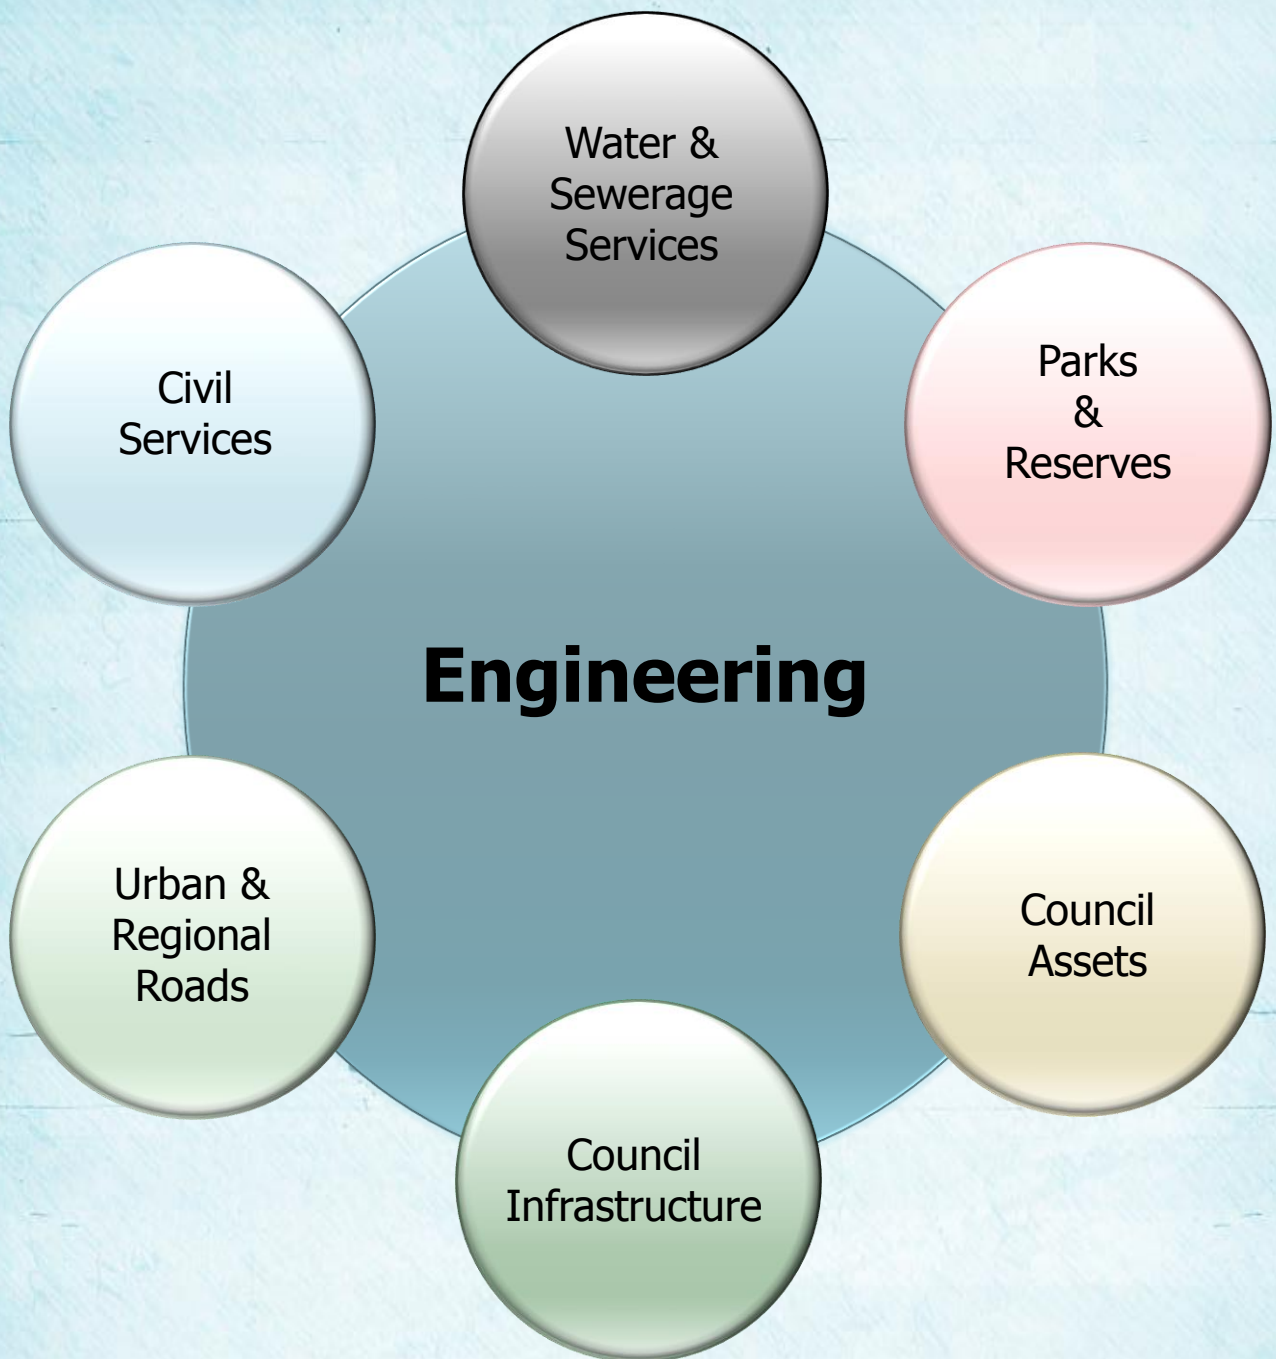 Water &
Sewerage
Services
Parks
&
Reserves
Civil
Services
Engineering
Urban &
Regional
Roads
Council
Assets
Council
Infrastructure